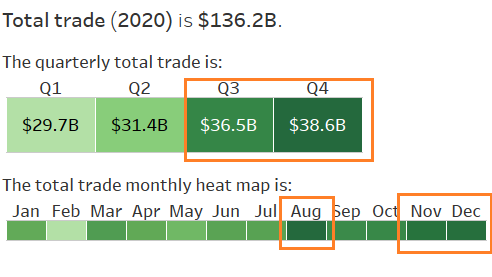 Total trade (2020) is $136.2B.
The quarterly total trade is:
Q1 Q2 Q3 Q4
$29.7B $31.4B $36.5B $38.6B
The total trade monthly heat map is:
Jan Feb Mar Apr May Jun Jul Aug Sep Oct Nov Dec